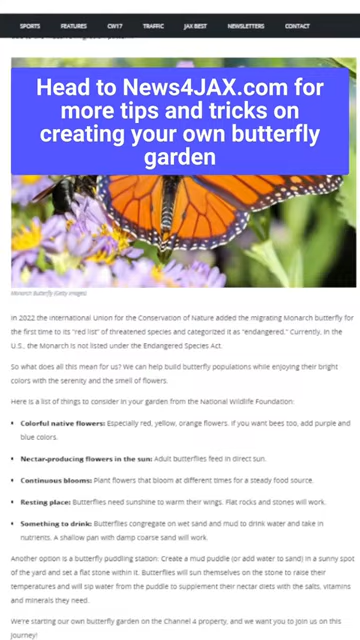 SPORTS FEATURES CW17 TRAFFIC JAX BEST NEWSLETTERS CONTACT
Head to News4JAX.com for
more tips and tricks on
creating your own butterfly
garden
Monarch Butterfly (Getty Images)
In 2022 the International Union for the Conservation of Nature added the migrating Monarch butterfly for
the first time to its "red list" of threatened species and categorized it as "endangered." Currently, in the
U.S., the Monarch is not listed under the Endangered Species Act.
So what does all this mean for us? We can help build butterfly populations while enjoying their bright
colors with the serenity and the smell of flowers.
Here is a list of things to consider in your garden from the National Wildlife Foundation:
• Colorful native flowers: Especially red, yellow, orange flowers. If you want bees too, add purple and
blue colors.
• Nectar-producing flowers in the sun: Adult butterflies feed in direct sun.
• Continuous blooms: Plant flowers that bloom at different times for a steady food source.
• Resting place: Butterflies need sunshine to warm their wings. Flat rocks and stones will work.
• Something to drink: Butterflies congregate on wet sand and mud to drink water and take in
nutrients. A shallow pan with damp coarse sand will work.
Another option is a butterfly puddling station: Create a mud puddle (or add water to sand) in a sunny spot
of the yard and set a flat stone within it. Butterflies will sun themselves on the stone to raise their
temperatures and will sip water from the puddle to supplement their nectar diets with the salts, vitamins
and minerals they need.
We're starting our own butterfly garden on the Channel 4 property, and we want you to join us on this
journey!